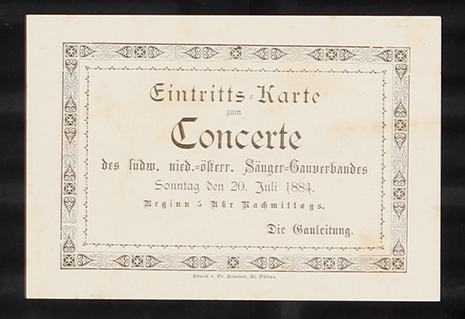 Eintritts-Karte
zum
Concerte
des südw. nied.-österr. Sänger-Gauverbandes
Sonntag den 20. Juli 1884.
Beginn 5 Uhr Nachmittags.
Die Gauleitung.
Druck v. Fr. Sommer, St. Pölten.